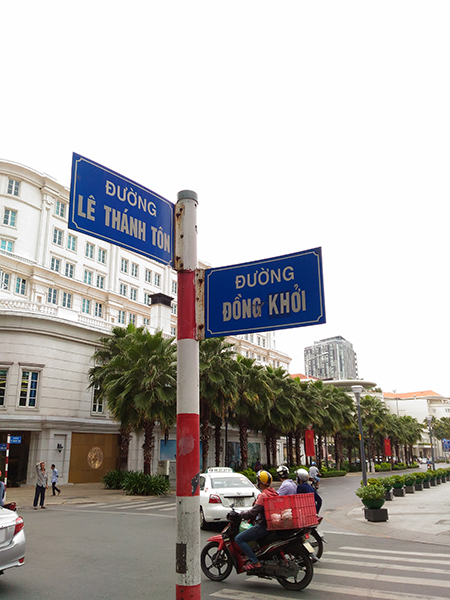 ĐƯỜNG
LÊ THÁNH TÔN
ĐƯỜNG
ĐỒNG KHỞI